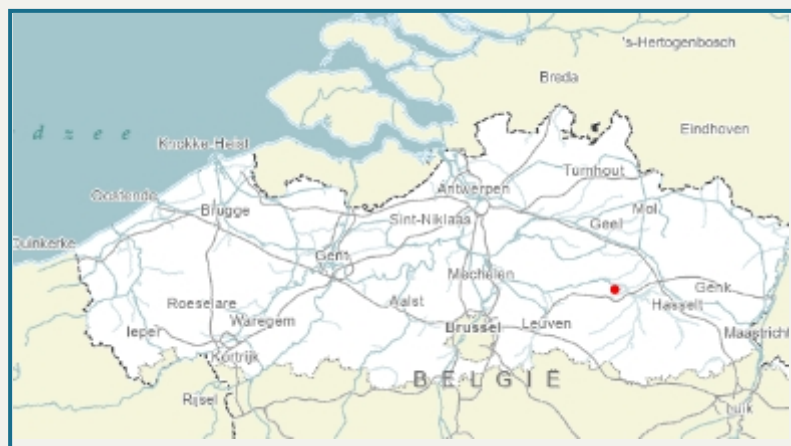 's-Hertogenbosch
Breda
Eindhoven
d z e e
Knokke-Heist
Turnhout
Oostende
Antwerpen
Mol
Brugge
Sint-Niklaas
Geel
Duinkerke
Gent
Mechelen
Genk
Roeselare
Aalst
Hasselt
Ieper
Waregem
Brussel
Leuven
Maastricht
Kortrijk
BELGIË
Rijsel
Luik